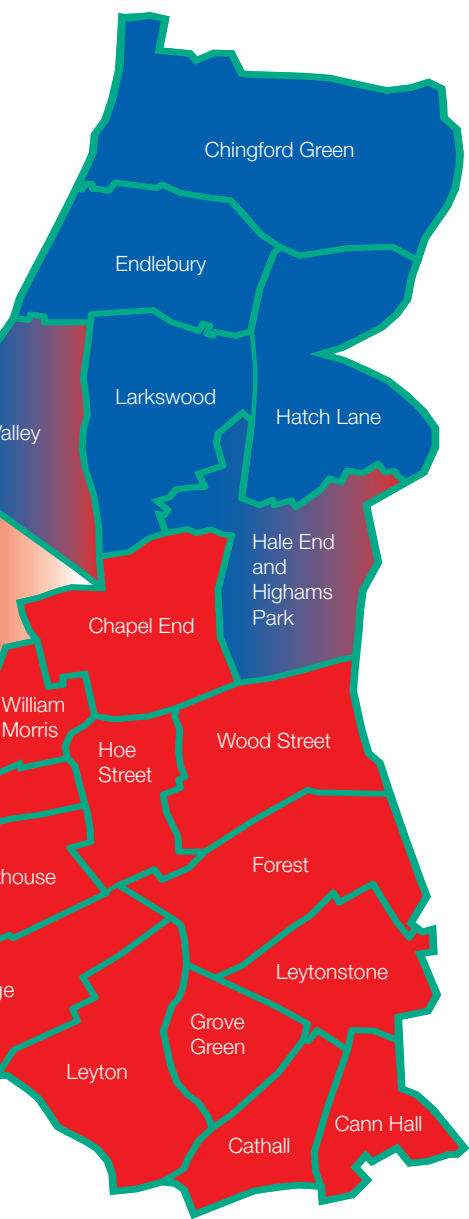 Chingford Green
Endlebury
Larkswood
Hatch Lane
alley
Hale End
and
Highams
Park
Chapel End
William
Morris
Hoe
Street
Wood Street
Forest
house
Leytonstone
ge
Grove
Green
Leyton
Cann Hall
Cathall